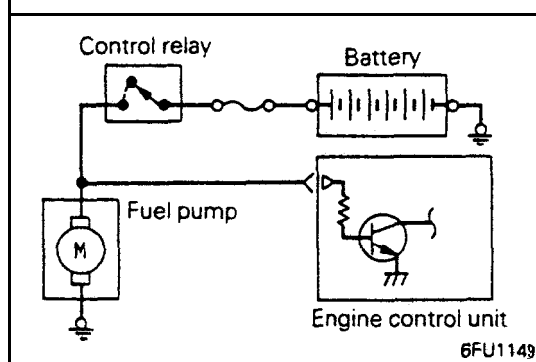 Control relay
Battery
Fuel pump
M
Engine control unit
6FU1149